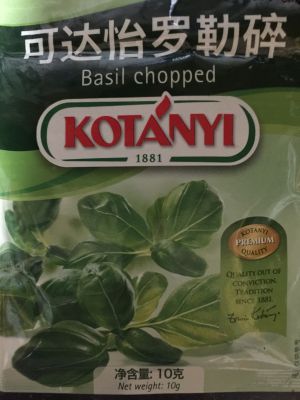 可达怡罗勒碎
Basil chopped
KOTÁNYI
1881
KOTANYI
PREMIUM
QUALITY
QUALITY OUT OF
CONVICTION.
TRADITION
SINCE 1881.
净含量: 10克
Net weight: 10g